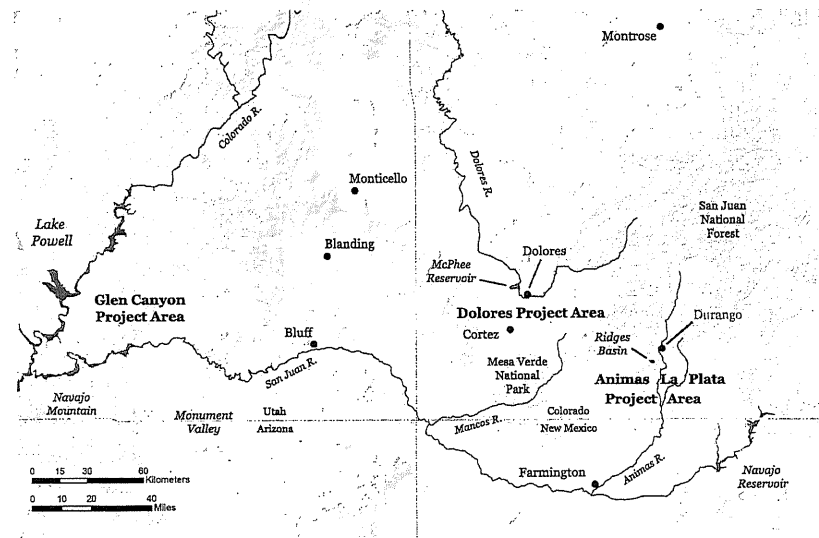 Montrose
Colorado R.
Dolores R.
Monticello
San Juan
National
Forest
Lake
Powell
Blanding
Dolores
McPhee
Reservoir
Glen Canyon
Project Area
Dolores Project Area
Durango
Bluff
Cortez
Ridges
Basin
San Juan R.
Mesa Verde
National
Park
Animas La Plata
Project Area
Navajo
Mountain
Monument
Valley
Utah
Arizona
Mancos R.
Colorado
New Mexico
Farmington
Animas R.
Navajo
Reservoir
0 15 30 60
Kilometers
0 10 20 40
Miles